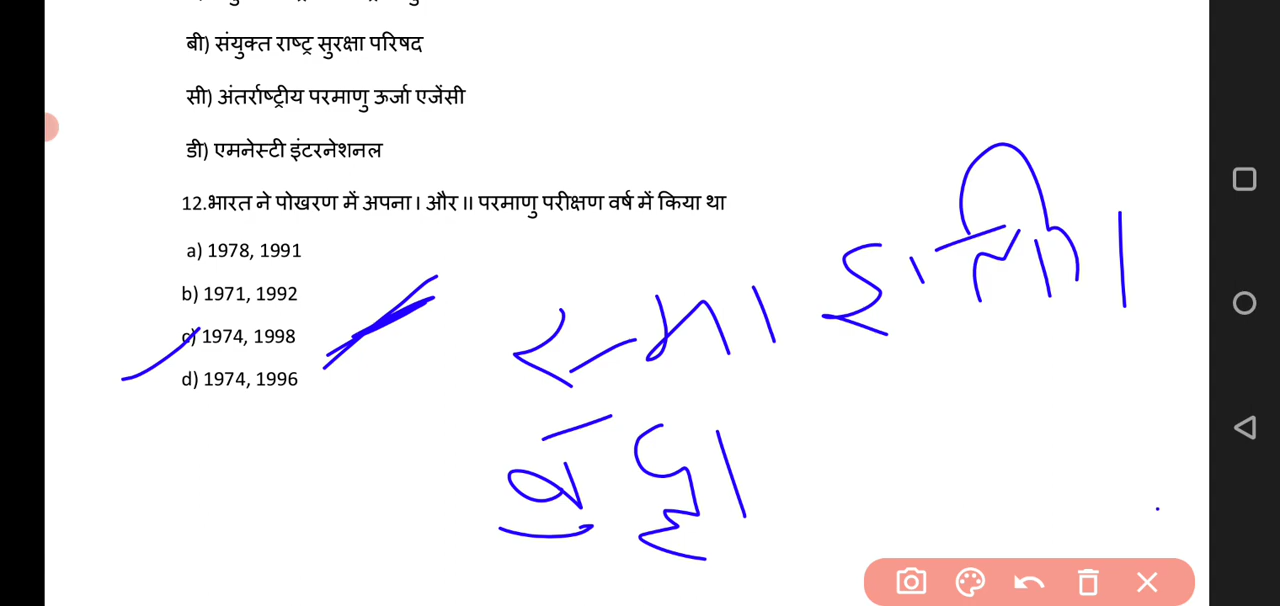 बी) संयुक्त राष्ट्र सुरक्षा परिषद
सी) अंतर्राष्ट्रीय परमाणु ऊर्जा एजेंसी
डी) एमनेस्टी इंटरनेशनल
12.भारत ने पोखरण में अपना I और II परमाणु परीक्षण वर्ष में किया था
a) 1978, 1991
b) 1971, 1992
c) 1974, 1998
d) 1974, 1996